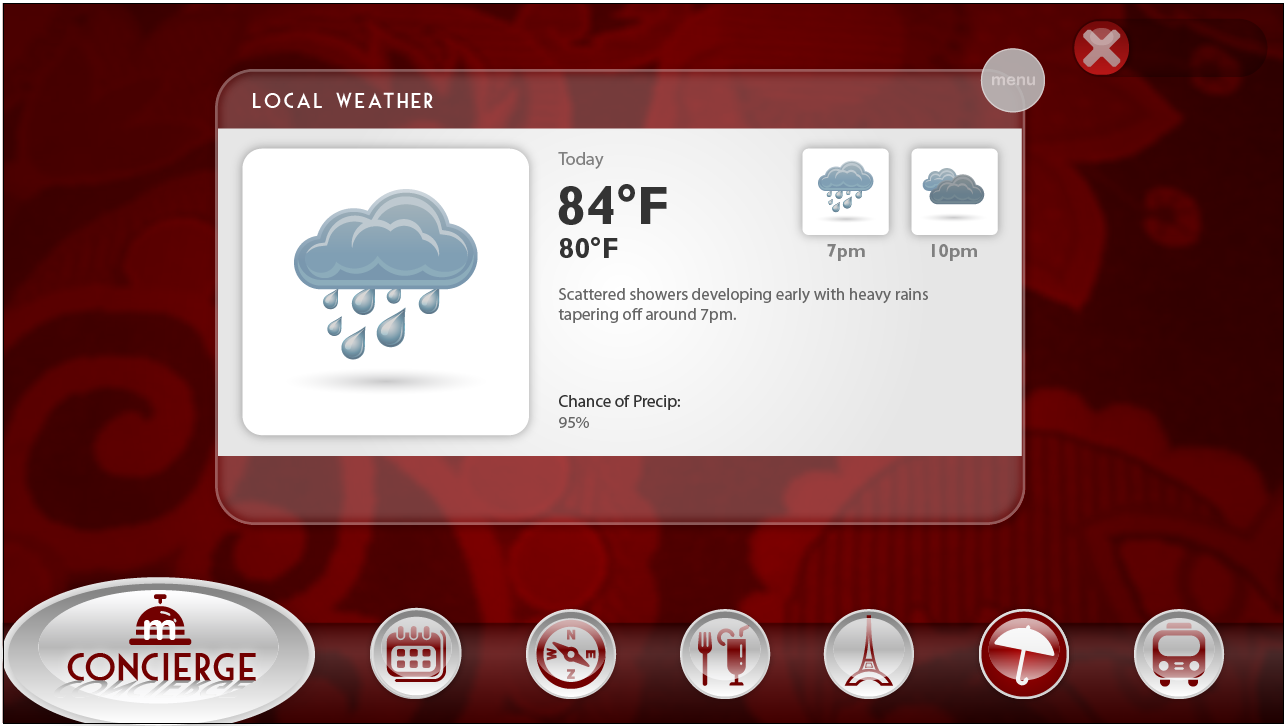 menu
LOCAL WEATHER
Today
84°F
80°F
7pm
10pm
Scattered showers developing early with heavy rains
tapering off around 7pm.
Chance of Precip:
95%
m
CONCIERGE
N
W E
Z